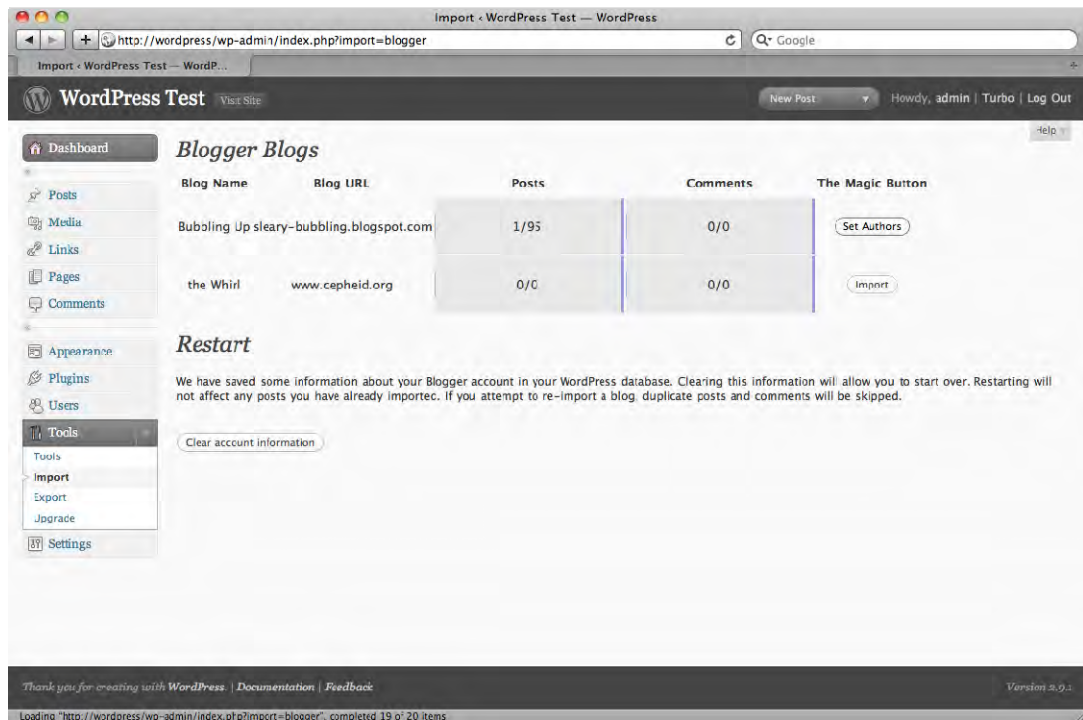 Import ‹ WordPress Test — WordPress
http://wordpress/wp-admin/index.php?import=blogger
Google
Import ‹ WordPress Test — WordP...
WordPress Test Visit Site
New Post
Howdy, admin | Turbo | Log Out
Help
Dashboard
Posts
Media
Links
Pages
Comments
Appearance
Plugins
Users
Tools
Tools
Import
Export
Upgrade
Settings
Blogger Blogs
Blog Name Blog URL Posts Comments The Magic Button
Bubbling Up sleary-bubbling.blogspot.com 1/95 0/0 Set Authors
the Whirl www.cepheid.org 0/0 0/0 Import
Restart
We have saved some information about your Blogger account in your WordPress database. Clearing this information will allow you to start over. Restarting will
not affect any posts you have already imported. If you attempt to re-import a blog, duplicate posts and comments will be skipped.
Clear account information
Thank you for creating with WordPress. | Documentation | Feedback
Version 2.9.1
Loading "http://wordpress/wp-admin/index.php?import=blogger", completed 19 of 20 items